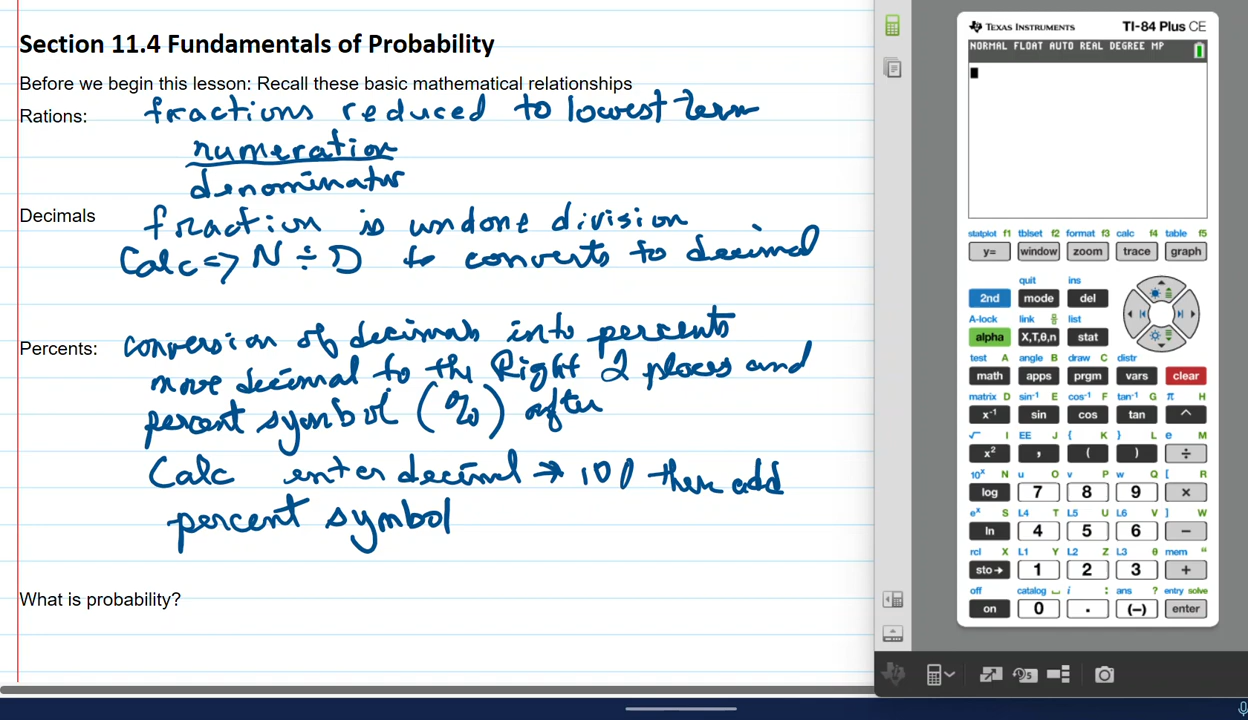 Section 11.4 Fundamentals of Probability
Before we begin this lesson: Recall these basic mathematical relationships
Rations: fractions reduced to lowest term
numeration
denominator
Decimals fraction is undone division
Calc => N ÷ D to converts to decimal
Percents: conversion of decimals into percents
move decimal to the Right 2 places and
percent symbol (%) after
Calc enter decimal → 100 then add
percent symbol
What is probability?
TEXAS INSTRUMENTS TI-84 Plus CE
NORMAL FLOAT AUTO REAL DEGREE MP
statplot f1 tblset f2 format f3 calc f4 table f5
y= window zoom trace graph
quit ins
2nd mode del
A-lock link list
alpha X,T,θ,n stat
test A angle B draw C distr
math apps prgm vars clear
matrix D sin⁻¹ E cos⁻¹ F tan⁻¹ G π H
x⁻¹ sin cos tan ^
√ I EE J { K } L e M
x² , ( ) ÷
10ˣ N u O v P w Q [ R
log 7 8 9 ×
eˣ S L4 T L5 U L6 V ] W
ln 4 5 6 −
rcl X L1 Y L2 Z L3 θ mem "
sto→ 1 2 3 +
off catalog i : ans ? entry solve
on 0 . (−) enter